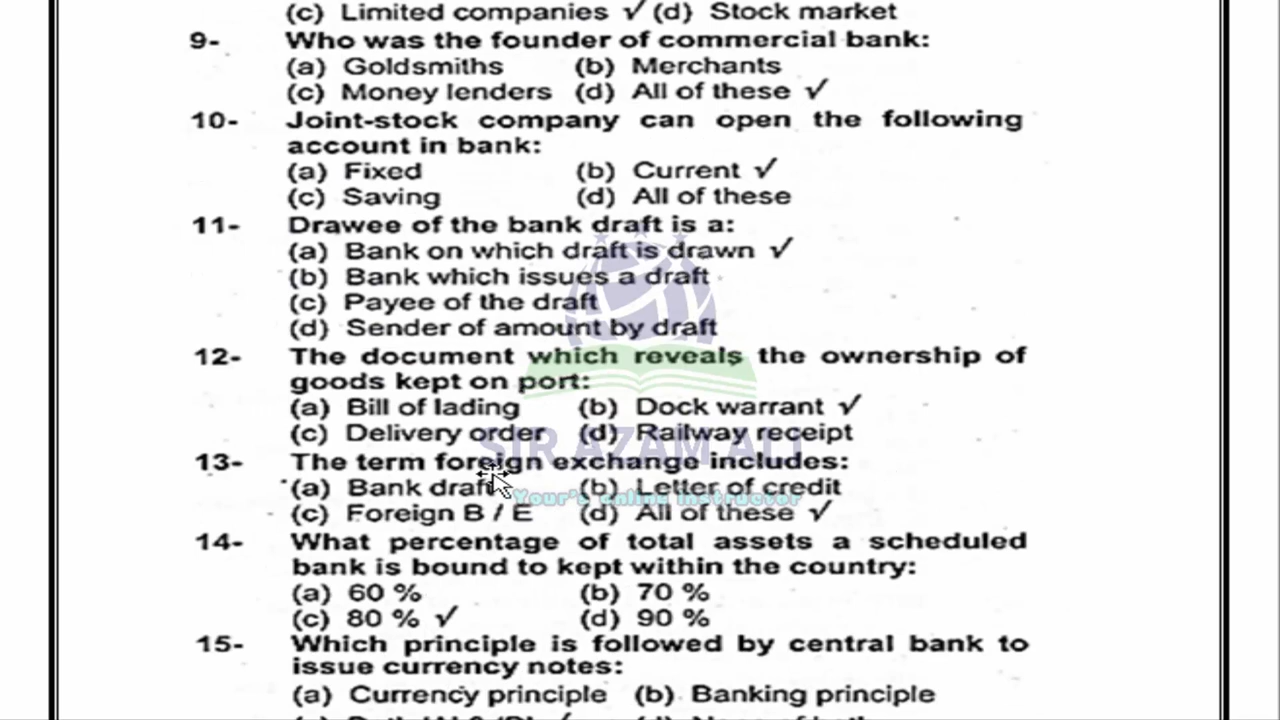 (c) Limited companies ✓ (d) Stock market
9- Who was the founder of commercial bank:
(a) Goldsmiths (b) Merchants
(c) Money lenders (d) All of these ✓
10- Joint-stock company can open the following
account in bank:
(a) Fixed (b) Current ✓
(c) Saving (d) All of these
11- Drawee of the bank draft is a:
(a) Bank on which draft is drawn ✓
(b) Bank which issues a draft
(c) Payee of the draft
(d) Sender of amount by draft
12- The document which reveals the ownership of
goods kept on port:
(a) Bill of lading (b) Dock warrant ✓
(c) Delivery order (d) Railway receipt
SIR AZAM ALI
13- The term foreign exchange includes:
(a) Bank draft (b) Letter of credit
Your's online instructor
(c) Foreign B / E (d) All of these ✓
14- What percentage of total assets a scheduled
bank is bound to kept within the country:
(a) 60 % (b) 70 %
(c) 80 % ✓ (d) 90 %
15- Which principle is followed by central bank to
issue currency notes:
(a) Currency principle (b) Banking principle